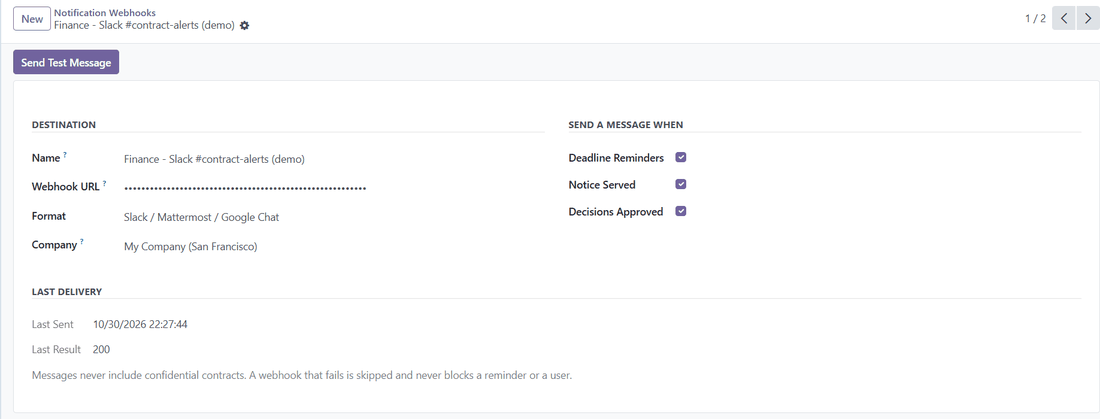 New
Notification Webhooks
Finance - Slack #contract-alerts (demo)
1 / 2
Send Test Message
DESTINATION
Name ?
Finance - Slack #contract-alerts (demo)
Webhook URL ?
••••••••••••••••••••••••••••••••••••••••••••••••••••••••
Format
Slack / Mattermost / Google Chat
Company ?
My Company (San Francisco)
SEND A MESSAGE WHEN
Deadline Reminders
Notice Served
Decisions Approved
LAST DELIVERY
Last Sent 10/30/2026 22:27:44
Last Result 200
Messages never include confidential contracts. A webhook that fails is skipped and never blocks a reminder or a user.